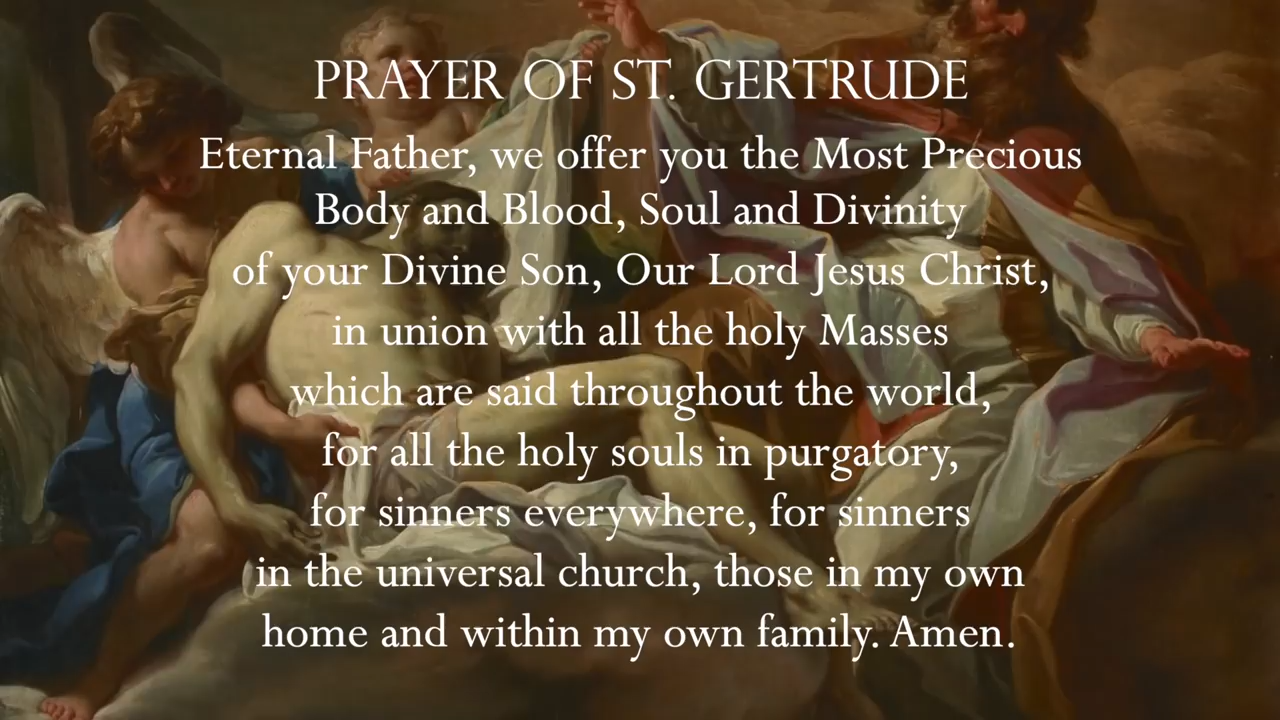 PRAYER OF ST. GERTRUDE
Eternal Father, we offer you the Most Precious
Body and Blood, Soul and Divinity
of your Divine Son, Our Lord Jesus Christ,
in union with all the holy Masses
which are said throughout the world,
for all the holy souls in purgatory,
for sinners everywhere, for sinners
in the universal church, those in my own
home and within my own family. Amen.